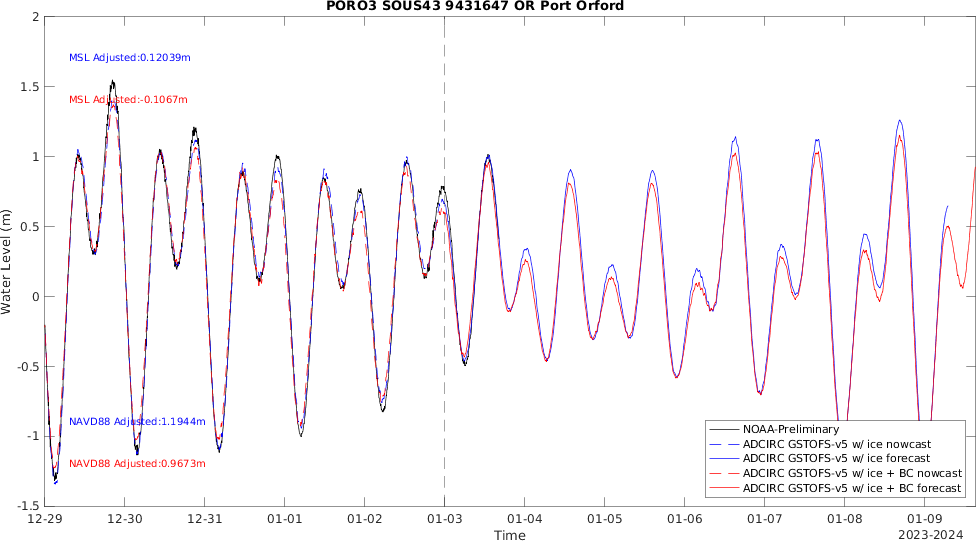 PORO3 SOUS43 9431647 OR Port Orford
MSL Adjusted:0.12039m
MSL Adjusted:-0.1067m
NAVD88 Adjusted:1.1944m
NAVD88 Adjusted:0.9673m
Water Level (m)
2
1.5
1
0.5
0
-0.5
-1
-1.5
NOAA-Preliminary
ADCIRC GSTOFS-v5 w/ ice nowcast
ADCIRC GSTOFS-v5 w/ ice forecast
ADCIRC GSTOFS-v5 w/ ice + BC nowcast
ADCIRC GSTOFS-v5 w/ ice + BC forecast
12-29 12-30 12-31 01-01 01-02 01-03 01-04 01-05 01-06 01-07 01-08 01-09
Time
2023-2024